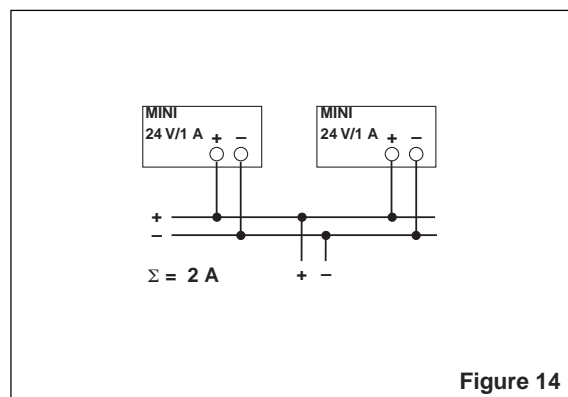 MINI MINI
24 V/1 A + – 24 V/1 A + –
+
–
Σ = 2 A + –
Figure 14